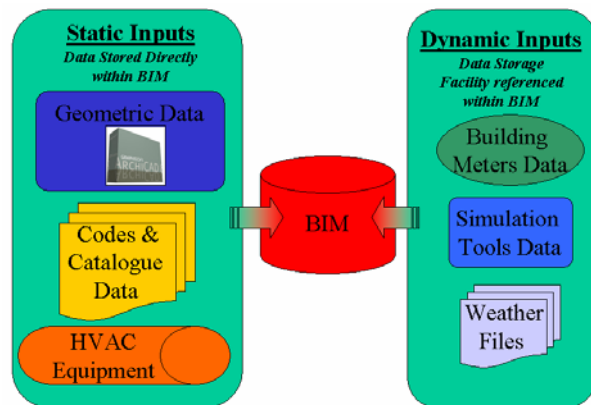 Static Inputs
Data Stored Directly
within BIM
Geometric Data
ARCHICAD
Codes &
Catalogue
Data
HVAC
Equipment
BIM
Dynamic Inputs
Data Storage
Facility referenced
within BIM
Building
Meters Data
Simulation
Tools Data
Weather
Files